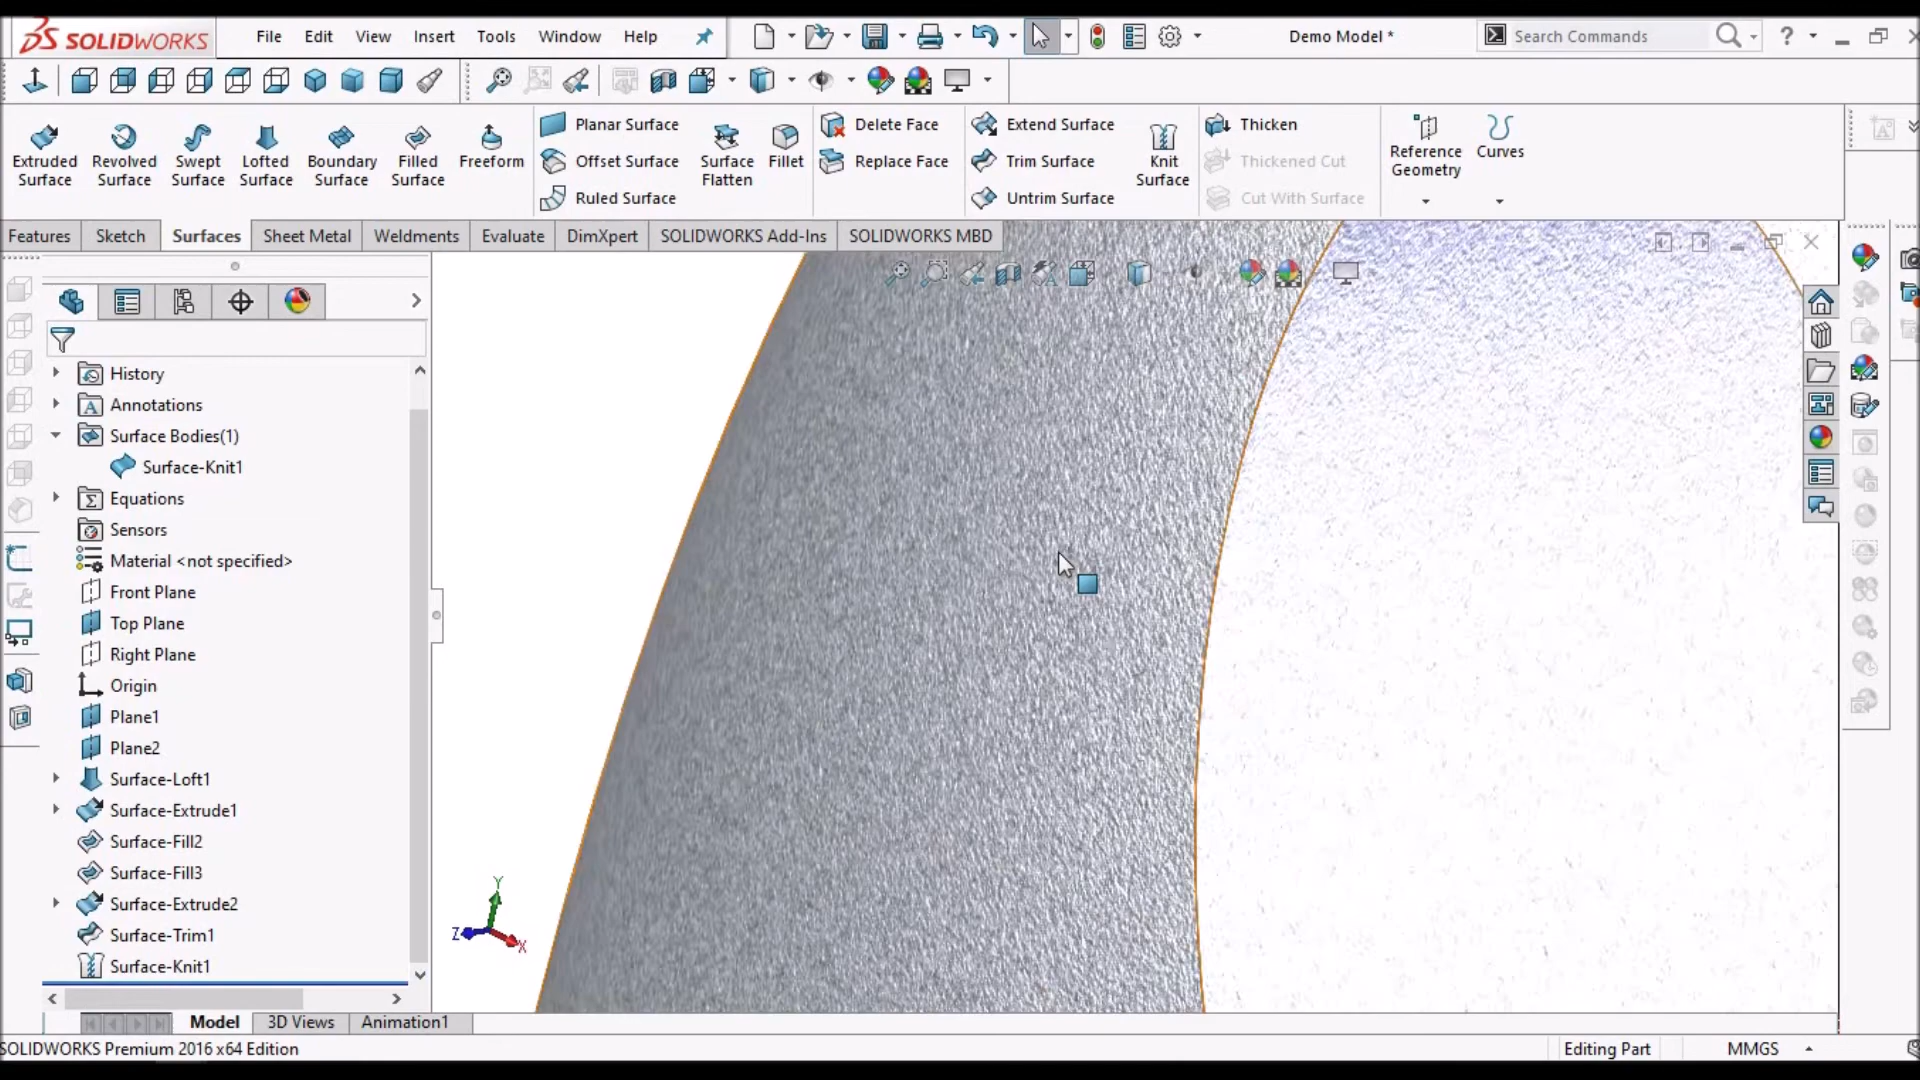 SOLIDWORKS File Edit View Insert Tools Window Help Demo Model * Search Commands ?
Extruded Surface
Revolved Surface
Swept Surface
Lofted Surface
Boundary Surface
Filled Surface
Freeform
Planar Surface
Offset Surface
Ruled Surface
Surface Flatten
Fillet
Delete Face
Replace Face
Extend Surface
Trim Surface
Untrim Surface
Knit Surface
Thicken
Thickened Cut
Cut With Surface
Reference Geometry
Curves
Features Sketch Surfaces Sheet Metal Weldments Evaluate DimXpert SOLIDWORKS Add-Ins SOLIDWORKS MBD
History
Annotations
Surface Bodies(1)
Surface-Knit1
Equations
Sensors
Material <not specified>
Front Plane
Top Plane
Right Plane
Origin
Plane1
Plane2
Surface-Loft1
Surface-Extrude1
Surface-Fill2
Surface-Fill3
Surface-Extrude2
Surface-Trim1
Surface-Knit1
Y
Z
X
Model 3D Views Animation1
SOLIDWORKS Premium 2016 x64 Edition Editing Part MMGS